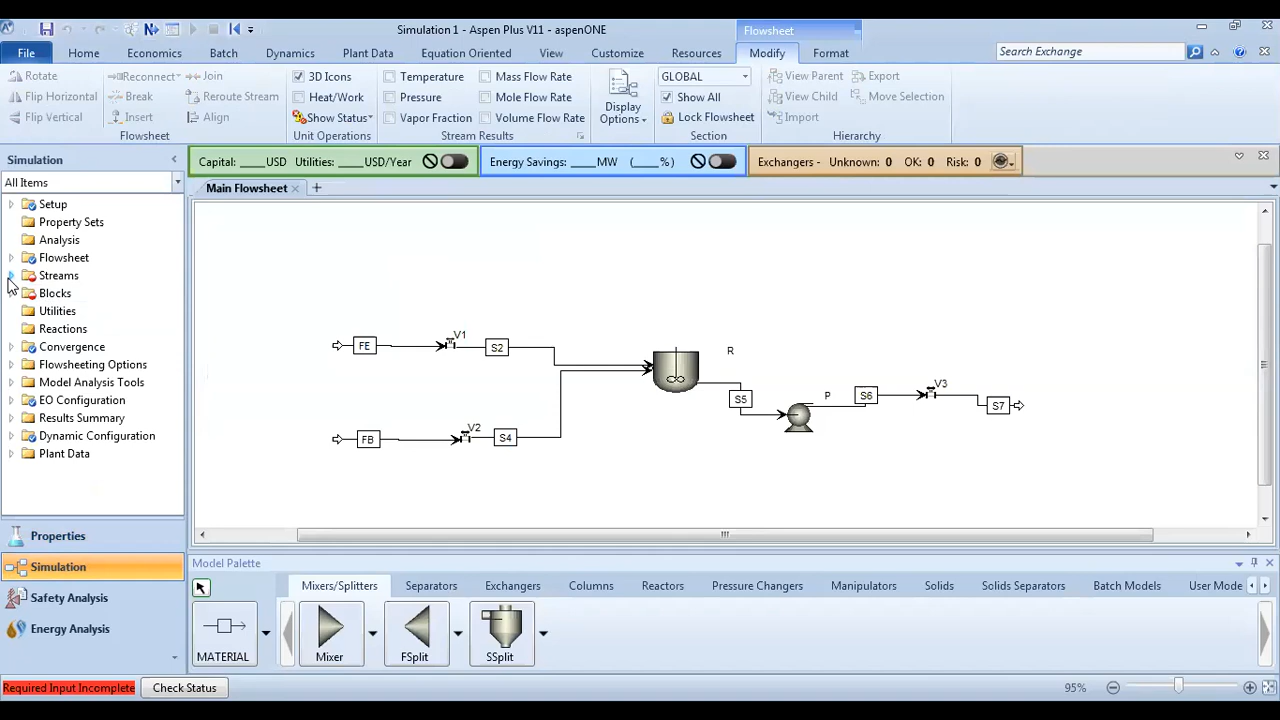 Simulation 1 - Aspen Plus V11 - aspenONE
Flowsheet
File
Home
Economics
Batch
Dynamics
Plant Data
Equation Oriented
View
Customize
Resources
Modify
Format
Search Exchange
Rotate
Flip Horizontal
Flip Vertical
Reconnect
Break
Insert
Join
Reroute Stream
Align
Flowsheet
3D Icons
Heat/Work
Show Status
Unit Operations
Temperature
Pressure
Vapor Fraction
Mass Flow Rate
Mole Flow Rate
Volume Flow Rate
Stream Results
Display
Options
GLOBAL
Show All
Lock Flowsheet
Section
View Parent
View Child
Import
Export
Move Selection
Hierarchy
Simulation
Capital: ____USD Utilities: ____USD/Year
Energy Savings: ____MW (____%)
Exchangers - Unknown: 0 OK: 0 Risk: 0
All Items
Main Flowsheet
Setup
Property Sets
Analysis
Flowsheet
Streams
Blocks
Utilities
Reactions
Convergence
Flowsheeting Options
Model Analysis Tools
EO Configuration
Results Summary
Dynamic Configuration
Plant Data
FE
V1
S2
R
FB
V2
S4
S5
P
S6
V3
S7
Properties
Simulation
Safety Analysis
Energy Analysis
Model Palette
Mixers/Splitters
Separators
Exchangers
Columns
Reactors
Pressure Changers
Manipulators
Solids
Solids Separators
Batch Models
User Mode
MATERIAL
Mixer
FSplit
SSplit
Required Input Incomplete
Check Status
95%